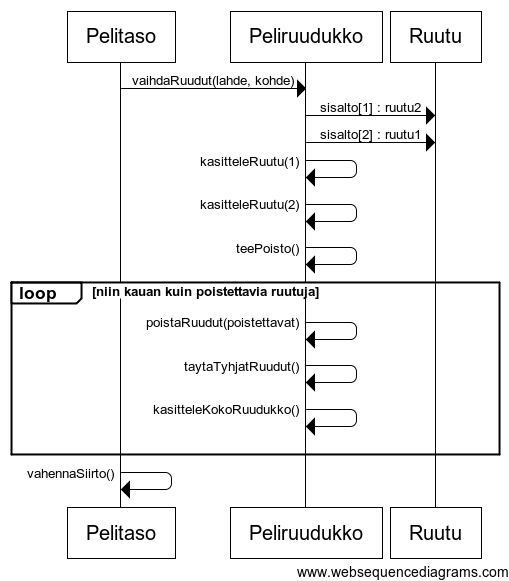 Pelitaso Peliruudukko Ruutu
vaihdaRuudut(lahde, kohde)
sisalto[1] : ruutu2
sisalto[2] : ruutu1
kasitteleRuutu(1)
kasitteleRuutu(2)
teePoisto()
loop [niin kauan kuin poistettavia ruutuja]
poistaRuudut(poistettavat)
taytaTyhjatRuudut()
kasitteleKokoRuudukko()
vahennaSiirto()
Pelitaso Peliruudukko Ruutu
www.websequencediagrams.com